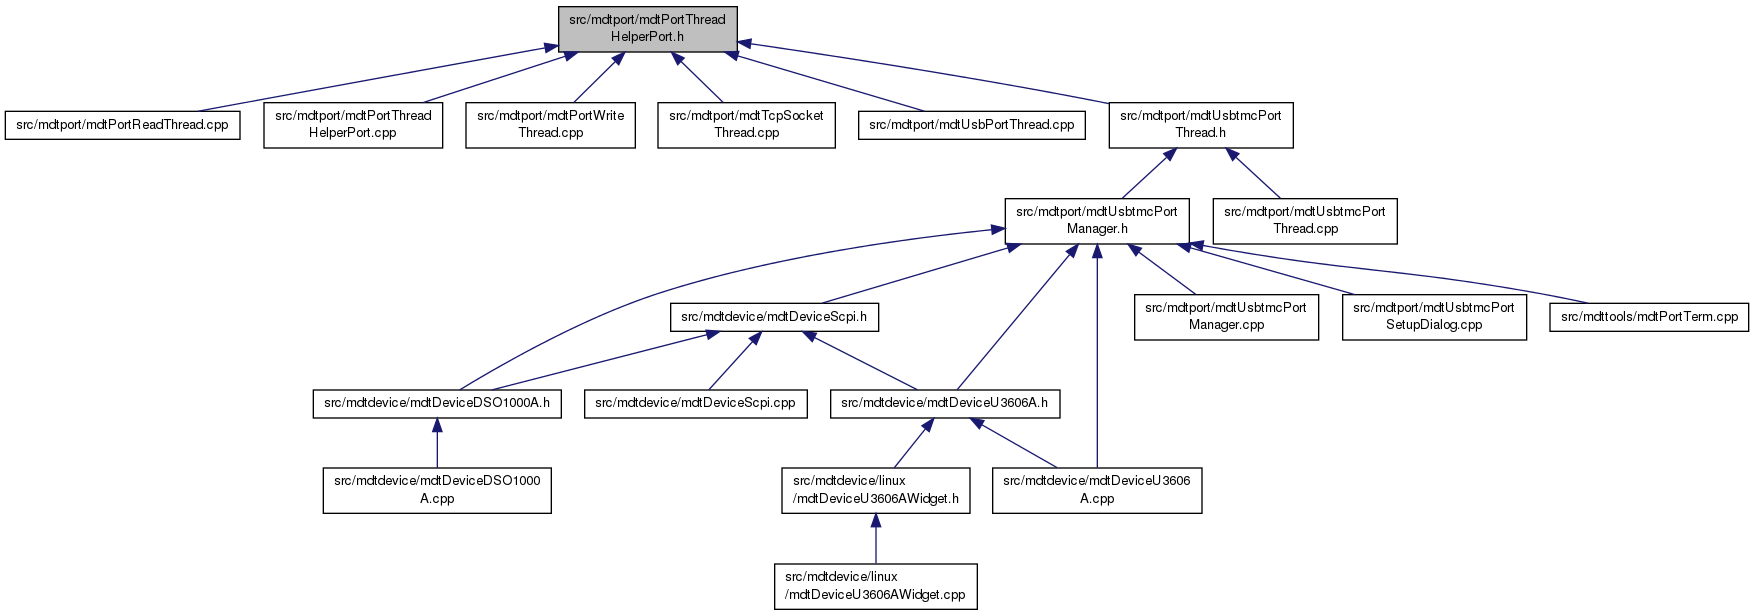 src/mdtport/mdtPortThread
HelperPort.h
src/mdtport/mdtPortReadThread.cpp
src/mdtport/mdtPortThread
HelperPort.cpp
src/mdtport/mdtPortWrite
Thread.cpp
src/mdtport/mdtTcpSocket
Thread.cpp
src/mdtport/mdtUsbPortThread.cpp
src/mdtport/mdtUsbtmcPort
Thread.h
src/mdtport/mdtUsbtmcPort
Manager.h
src/mdtport/mdtUsbtmcPort
Thread.cpp
src/mdtdevice/mdtDeviceScpi.h
src/mdtport/mdtUsbtmcPort
Manager.cpp
src/mdtport/mdtUsbtmcPort
SetupDialog.cpp
src/mdttools/mdtPortTerm.cpp
src/mdtdevice/mdtDeviceDSO1000A.h
src/mdtdevice/mdtDeviceScpi.cpp
src/mdtdevice/mdtDeviceU3606A.h
src/mdtdevice/mdtDeviceDSO1000
A.cpp
src/mdtdevice/linux
/mdtDeviceU3606AWidget.h
src/mdtdevice/mdtDeviceU3606
A.cpp
src/mdtdevice/linux
/mdtDeviceU3606AWidget.cpp